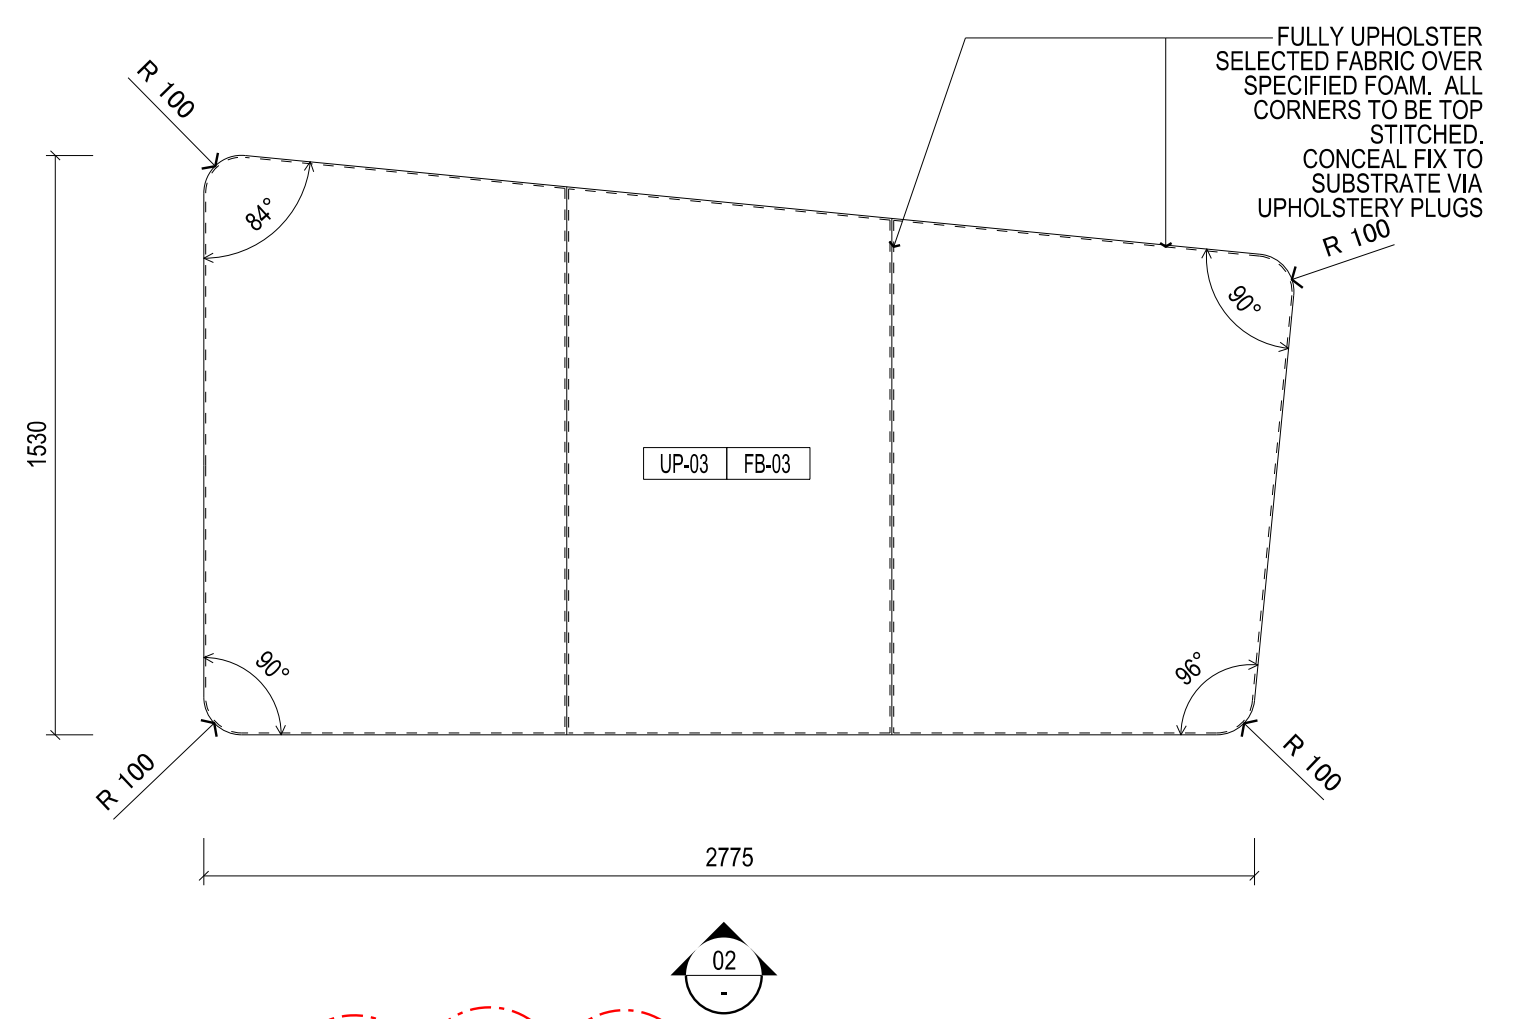 FULLY UPHOLSTER
SELECTED FABRIC OVER
SPECIFIED FOAM. ALL
CORNERS TO BE TOP
STITCHED.
CONCEAL FIX TO
SUBSTRATE VIA
UPHOLSTERY PLUGS
R 100
R 100
84°
90°
1530
UP-03 FB-03
90°
96°
R 100
R 100
2775
02
-